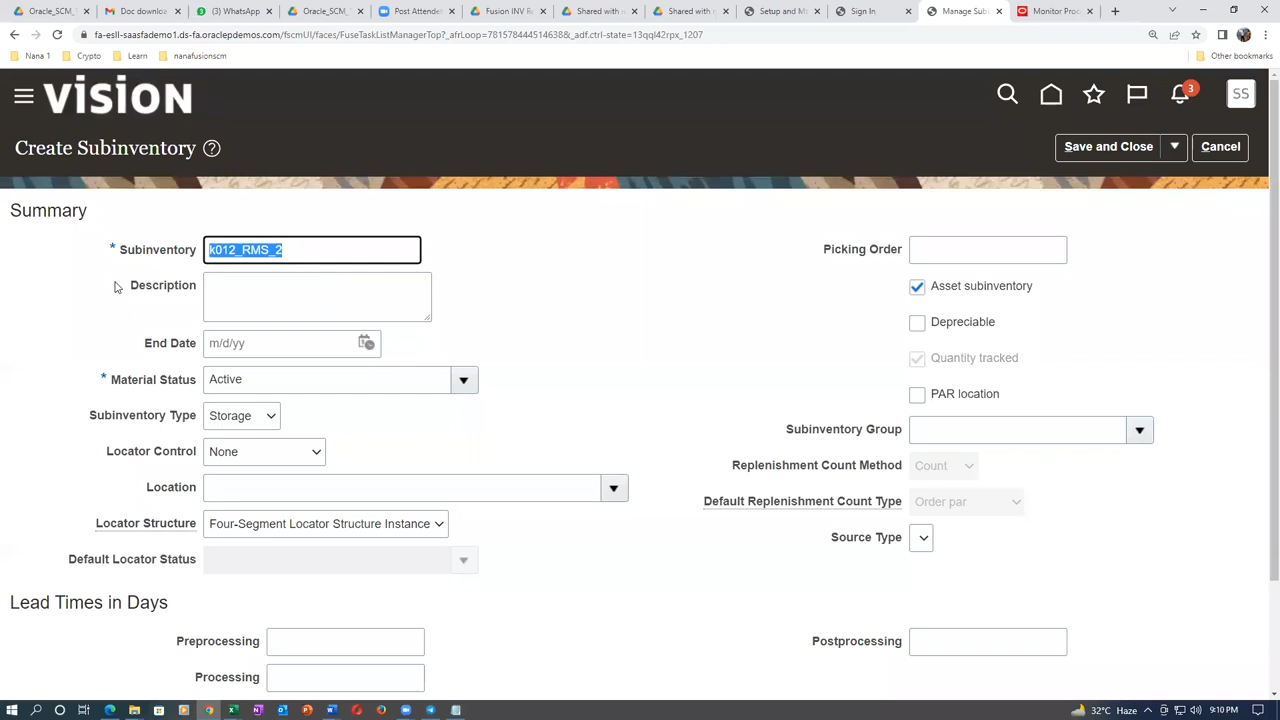 Oracle_SCM_
Doc downloa
(3) WhatsApp
Oracle_SCM_
Post Attende
Fusion INV Re
Shared with
Shared with
Setup and M
Sign In
Manage Sub
Monitor Proc
fa-esll-saasfademo1.ds-fa.oraclepdemos.com/fscmUI/faces/FuseTaskListManagerTop?_afrLoop=78157844514638&_adf.ctrl-state=13qql42rpx_1207
Nana 1
Crypto
Learn
nanafusionscm
Other bookmarks
VISION
3
SS
Create Subinventory ?
Save and Close
Cancel
Summary
* Subinventory k012_RMS_2
Picking Order
Description
Asset subinventory
Depreciable
End Date m/d/yy
Quantity tracked
* Material Status Active
PAR location
Subinventory Type Storage
Subinventory Group
Locator Control None
Replenishment Count Method Count
Location
Default Replenishment Count Type Order par
Locator Structure Four-Segment Locator Structure Instance
Source Type
Default Locator Status
Lead Times in Days
Preprocessing
Postprocessing
Processing
32°C Haze
9:10 PM